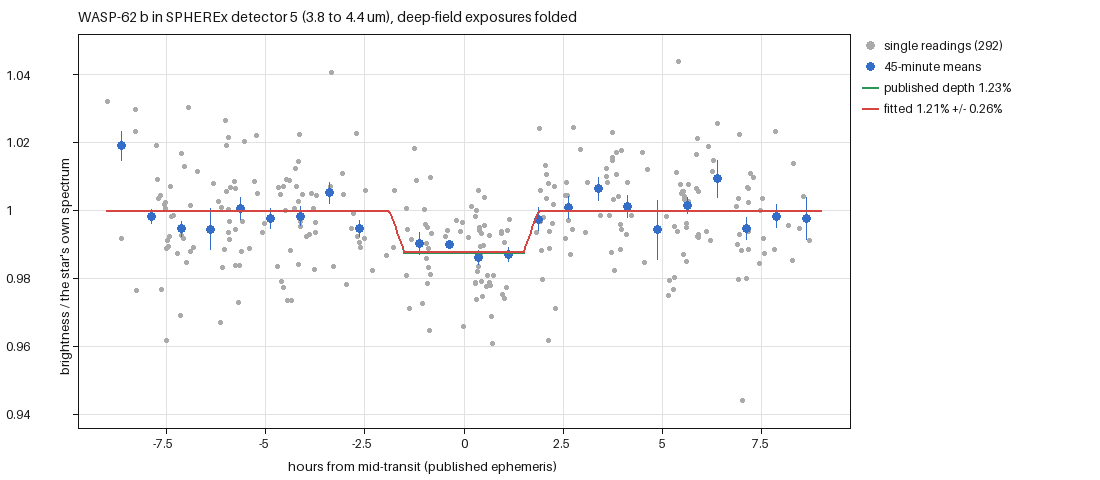 WASP-62 b in SPHEREx detector 5 (3.8 to 4.4 um), deep-field exposures folded
single readings (292)
45-minute means
published depth 1.23%
fitted 1.21% +/- 0.26%
brightness / the star's own spectrum
1.04
1.02
1
0.98
0.96
0.94
-7.5 -5 -2.5 0 2.5 5 7.5
hours from mid-transit (published ephemeris)